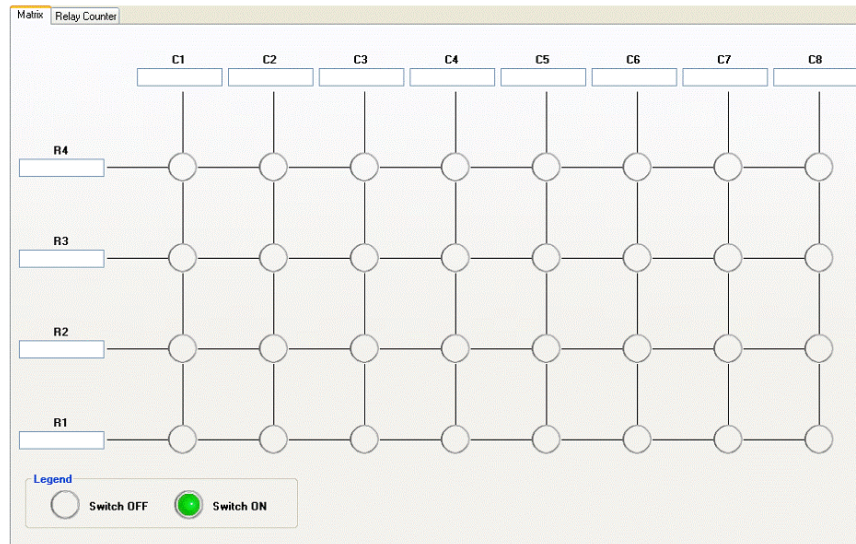 Matrix Relay Counter
C1 C2 C3 C4 C5 C6 C7 C8
R4
R3
R2
R1
Legend
Switch OFF Switch ON